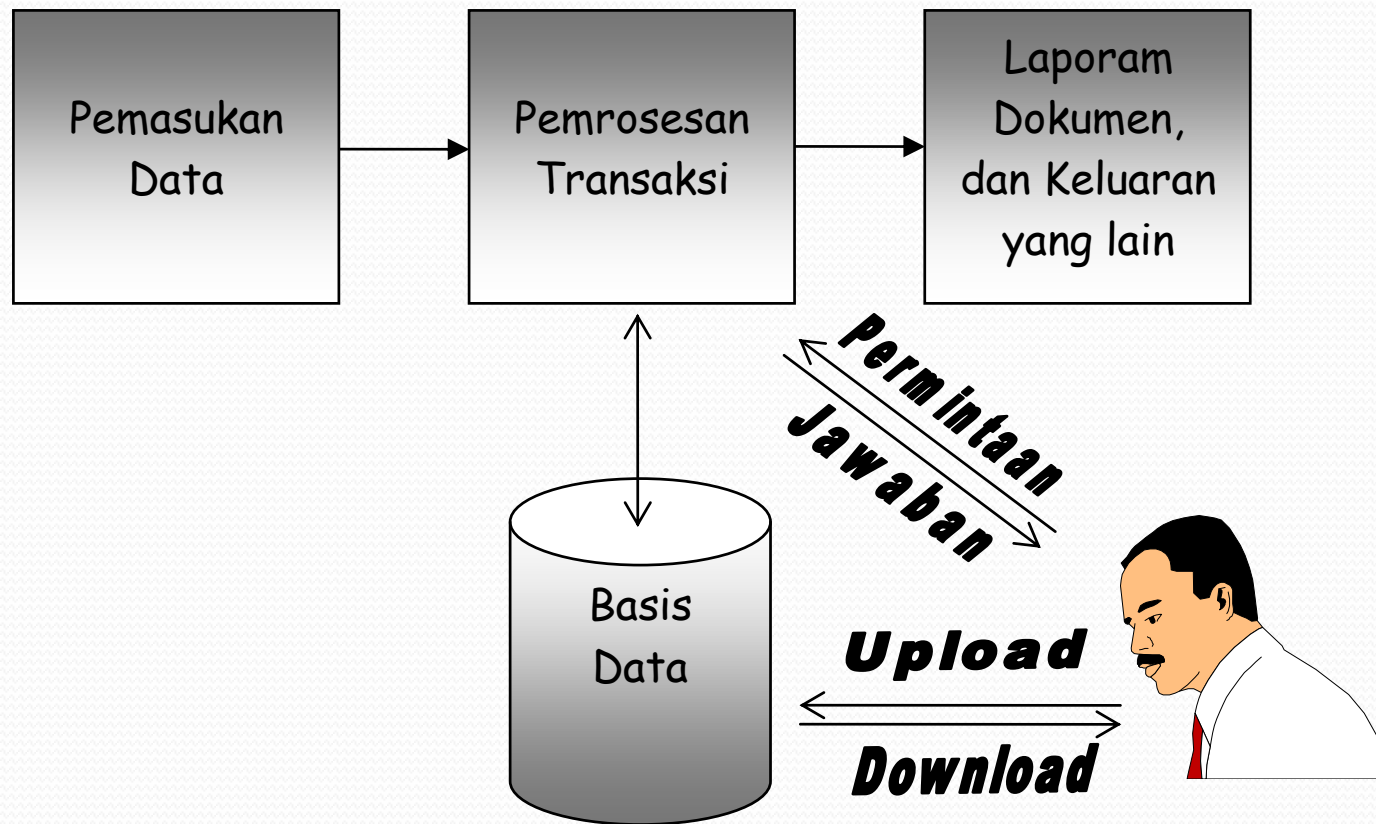 Pemasukan
Data
Pemrosesan
Transaksi
Laporam
Dokumen,
dan Keluaran
yang lain
Permintaan
Jawaban
Basis
Data
Upload
Download